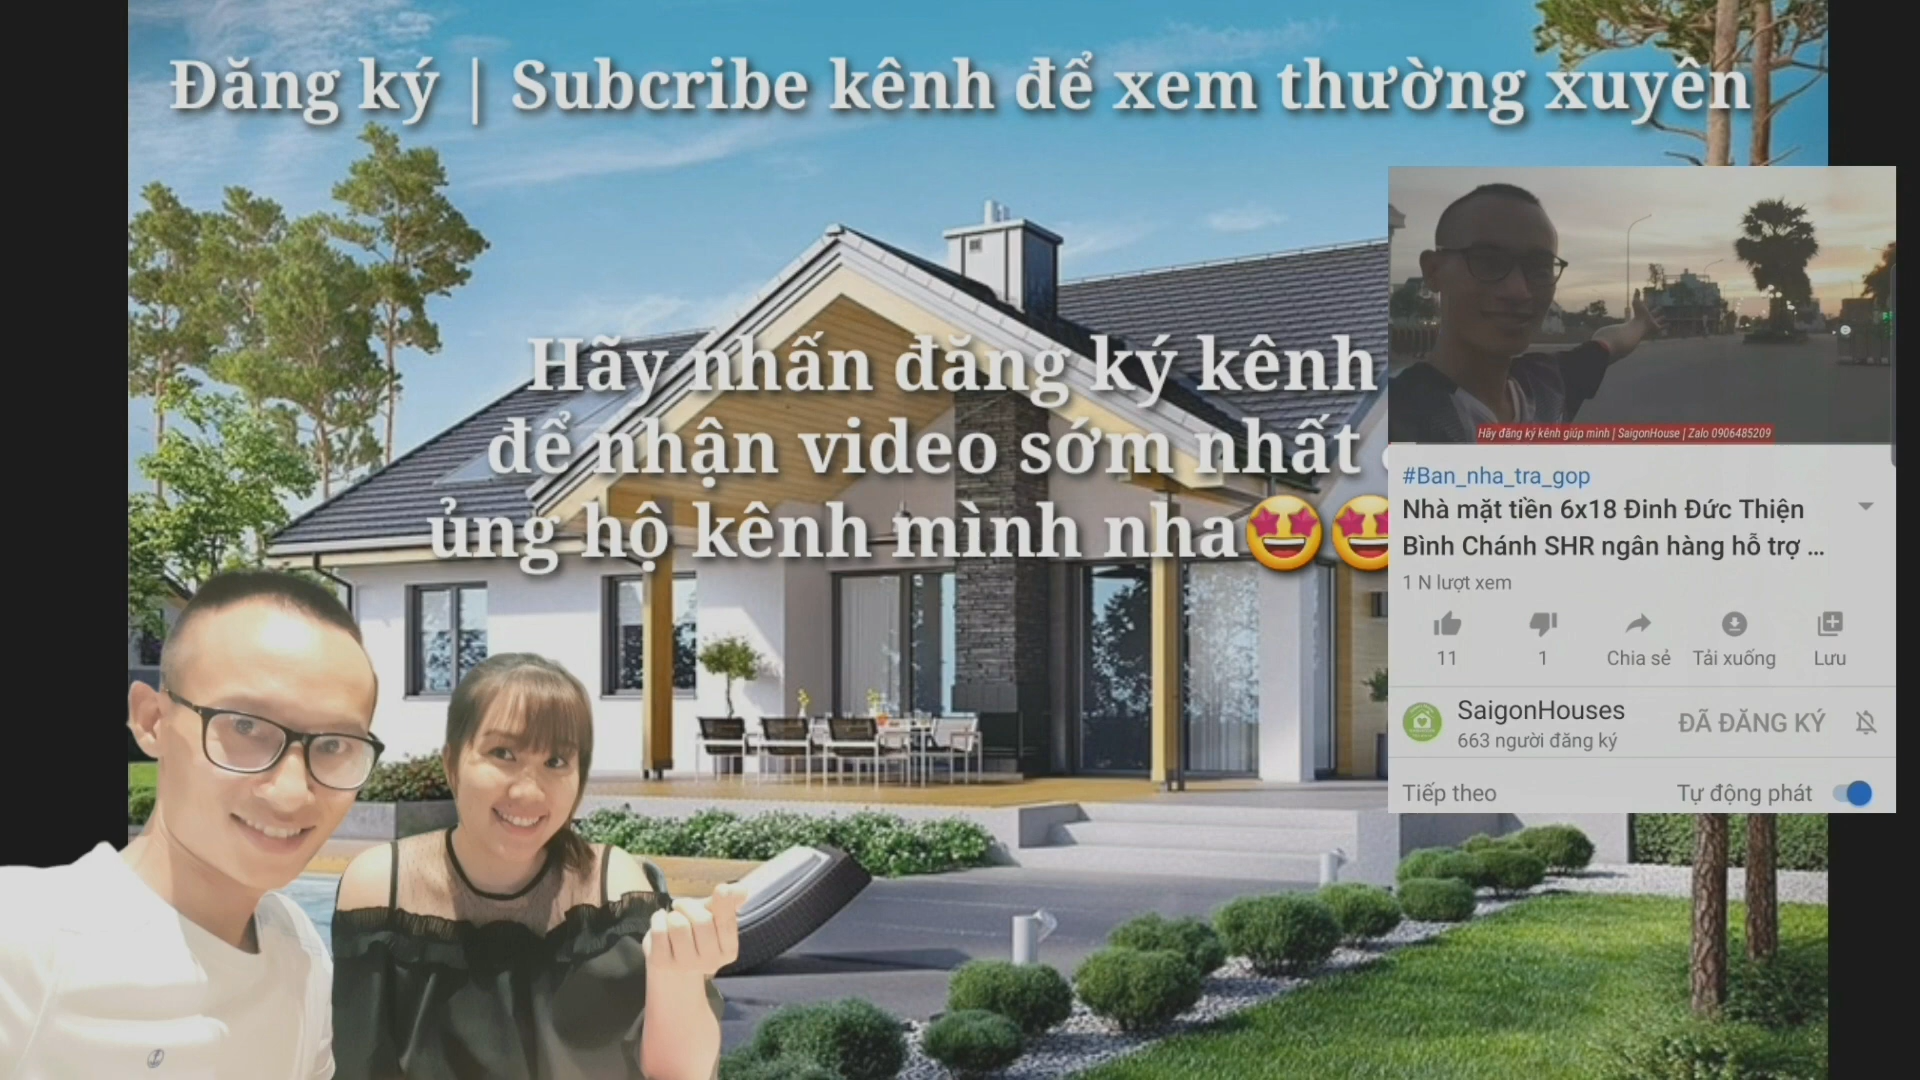 Đăng ký | Subcribe kênh để xem thường xuyên
Hãy nhấn đăng ký kênh
để nhận video sớm nhất
ủng hộ kênh mình nha🤩🤩
Hãy đăng ký kênh giúp mình | SaigonHouse | Zalo 0906485209
#Ban_nha_tra_gop
Nhà mặt tiền 6x18 Đinh Đức Thiện
Bình Chánh SHR ngân hàng hỗ trợ ...
1 N lượt xem
11
1
Chia sẻ
Tải xuống
Lưu
SaigonHouses
663 người đăng ký
ĐÃ ĐĂNG KÝ
Tiếp theo
Tự động phát